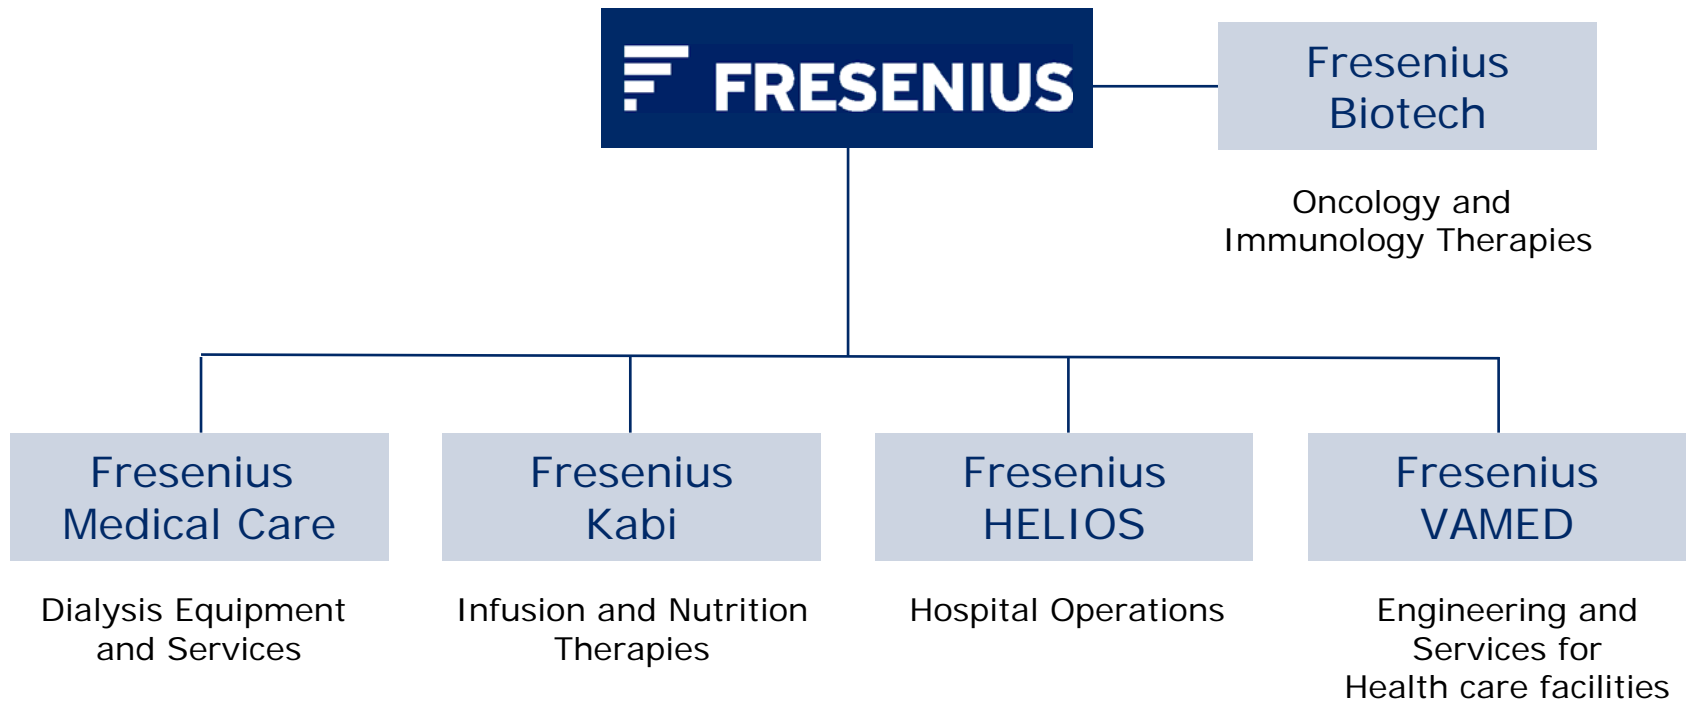 FRESENIUS
Fresenius
Biotech
Oncology and
Immunology Therapies
Fresenius
Medical Care
Dialysis Equipment
and Services
Fresenius
Kabi
Infusion and Nutrition
Therapies
Fresenius
HELIOS
Hospital Operations
Fresenius
VAMED
Engineering and
Services for
Health care facilities